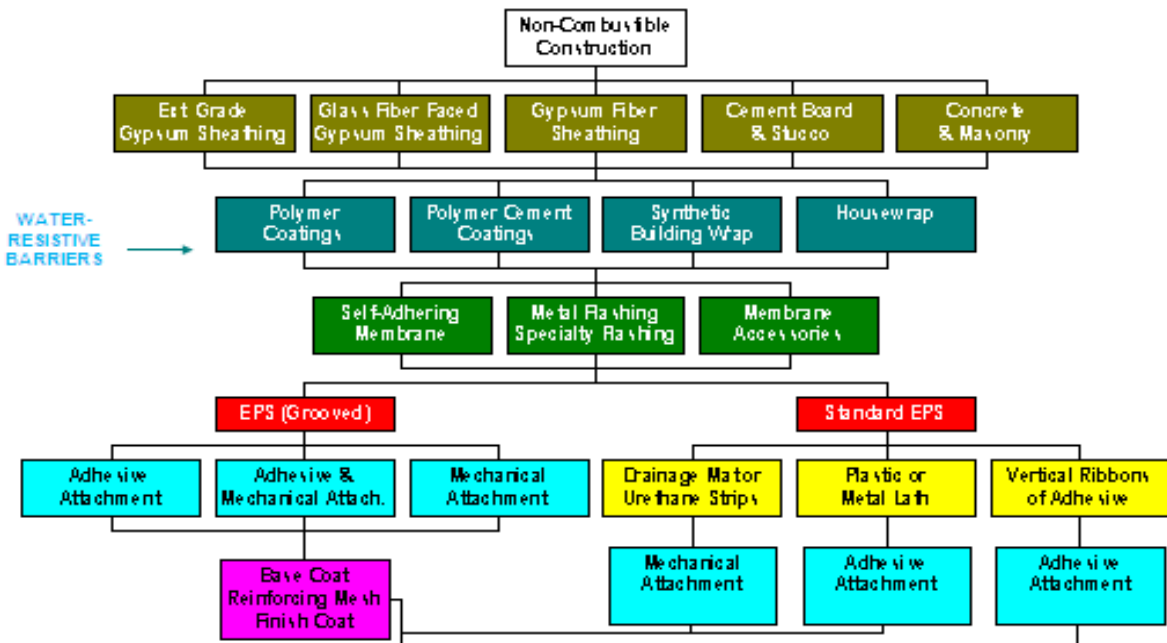 Non-Combustible
Construction
Ext Grade
Gypsum Sheathing
Glass Fiber Faced
Gypsum Sheathing
Gypsum Fiber
Sheathing
Cement Board
& Stucco
Concrete
& Masonry
WATER-
RESISTIVE
BARRIERS
Polymer
Coatings
Polymer Cement
Coatings
Synthetic
Building Wrap
Housewrap
Self-Adhering
Membrane
Metal Flashing
Specialty Flashing
Membrane
Accessories
EPS (Grooved)
Standard EPS
Adhesive
Attachment
Adhesive &
Mechanical Attach.
Mechanical
Attachment
Drainage Mat or
Urethane Strips
Plastic or
Metal Lath
Vertical Ribbons
of Adhesive
Mechanical
Attachment
Adhesive
Attachment
Adhesive
Attachment
Base Coat
Reinforcing Mesh
Finish Coat